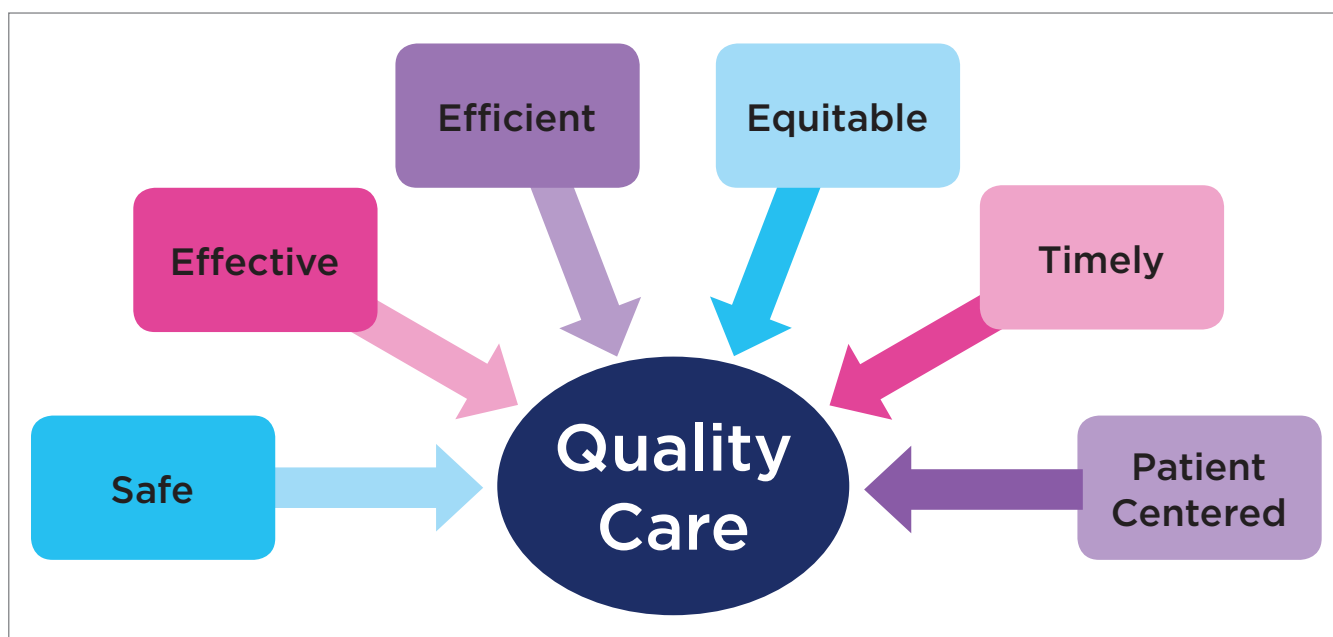 Efficient
Equitable
Effective
Timely
Safe
Quality
Care
Patient
Centered